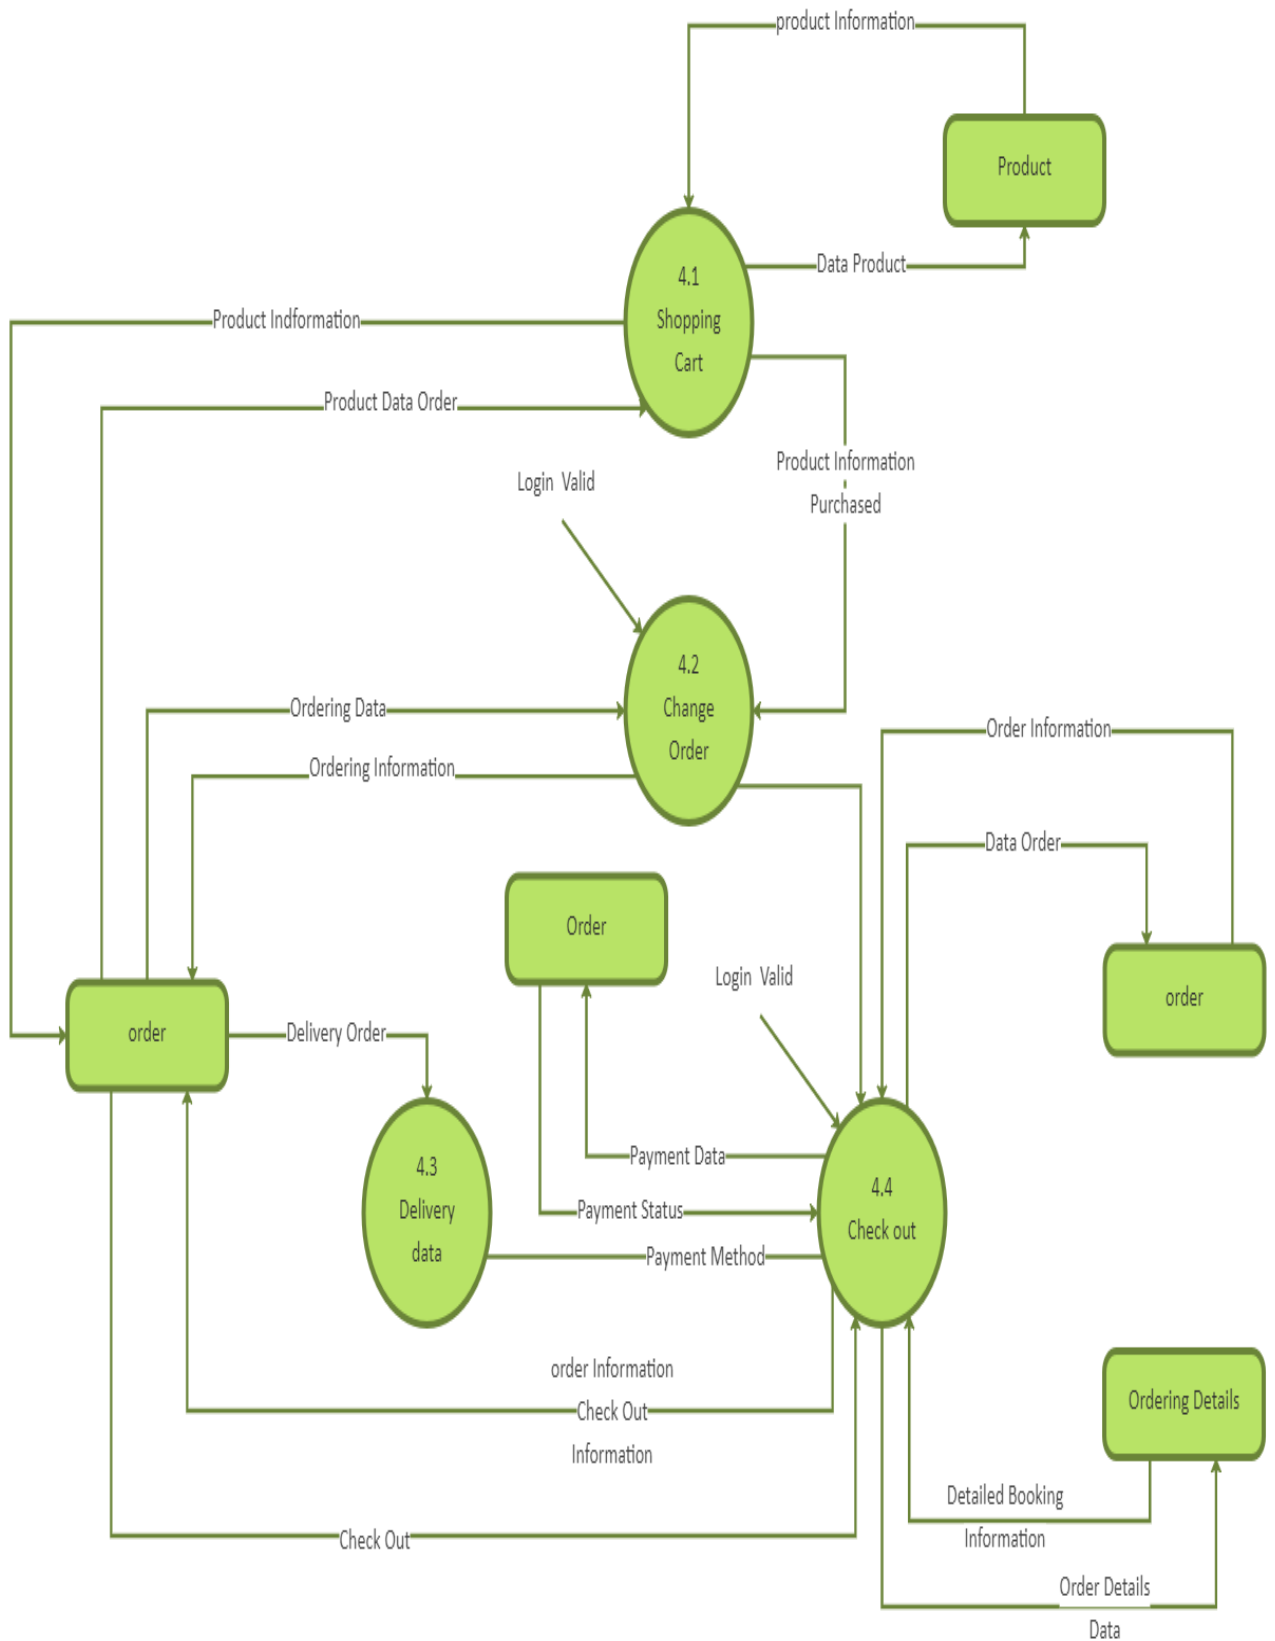 product Information
Product
4.1
Shopping
Cart
Data Product
Product Indformation
Product Data Order
Product Information
Purchased
Login Valid
4.2
Change
Order
Ordering Data
Ordering Information
Order Information
Data Order
Order
order
Login Valid
order
Delivery Order
4.3
Delivery
data
Payment Data
Payment Status
Payment Method
4.4
Check out
order Information
Check Out
Information
Ordering Details
Detailed Booking
Information
Check Out
Order Details
Data